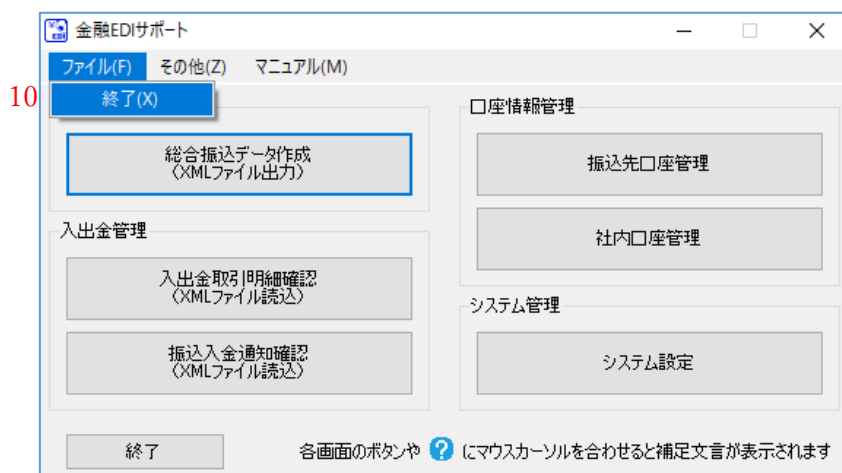 金融EDIサポート
ファイル(F) その他(Z) マニュアル(M)
10
終了(X)
総合振込データ作成
(XMLファイル出力)
入出金管理
入出金取引明細確認
(XMLファイル読込)
振込入金通知確認
(XMLファイル読込)
口座情報管理
振込先口座管理
社内口座管理
システム管理
システム設定
終了
各画面のボタンや ? にマウスカーソルを合わせると補足文言が表示されます